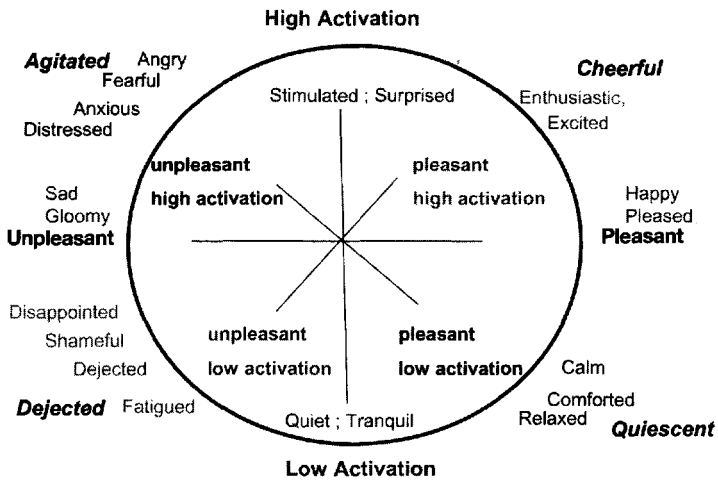 High Activation
Agitated Angry
Fearful
Anxious
Distressed
Cheerful
Enthusiastic,
Excited
Stimulated ; Surprised
unpleasant
high activation
pleasant
high activation
Sad
Gloomy
Unpleasant
Happy
Pleased
Pleasant
Disappointed
Shameful
Dejected
Dejected Fatigued
unpleasant
low activation
pleasant
low activation
Calm
Comforted
Relaxed
Quiescent
Quiet ; Tranquil
Low Activation